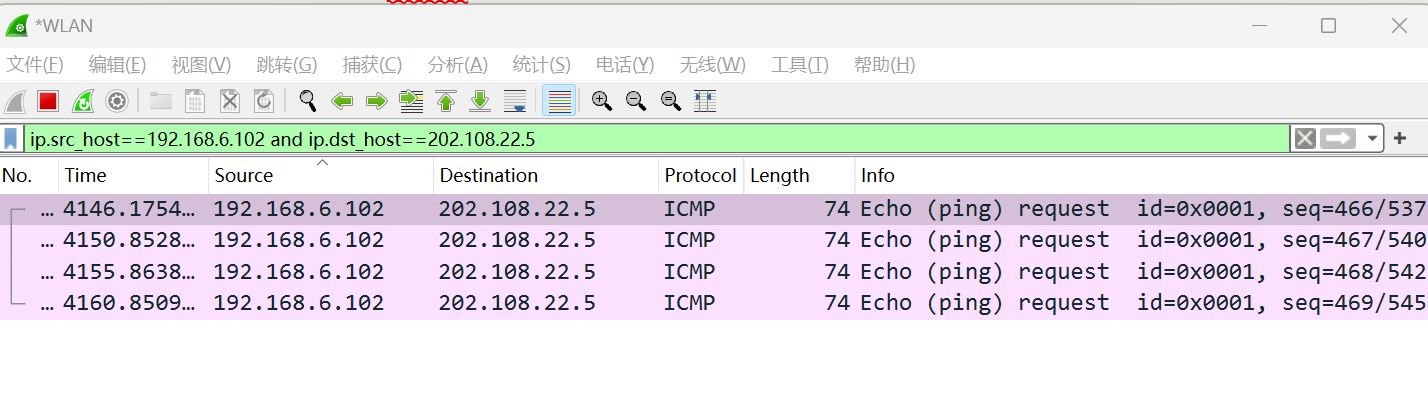 *WLAN
文件(F) 编辑(E) 视图(V) 跳转(G) 捕获(C) 分析(A) 统计(S) 电话(Y) 无线(W) 工具(T) 帮助(H)
ip.src_host==192.168.6.102 and ip.dst_host==202.108.22.5
No. Time Source Destination Protocol Length Info
… 4146.1754… 192.168.6.102 202.108.22.5 ICMP 74 Echo (ping) request id=0x0001, seq=466/537
… 4150.8528… 192.168.6.102 202.108.22.5 ICMP 74 Echo (ping) request id=0x0001, seq=467/540
… 4155.8638… 192.168.6.102 202.108.22.5 ICMP 74 Echo (ping) request id=0x0001, seq=468/542
… 4160.8509… 192.168.6.102 202.108.22.5 ICMP 74 Echo (ping) request id=0x0001, seq=469/545